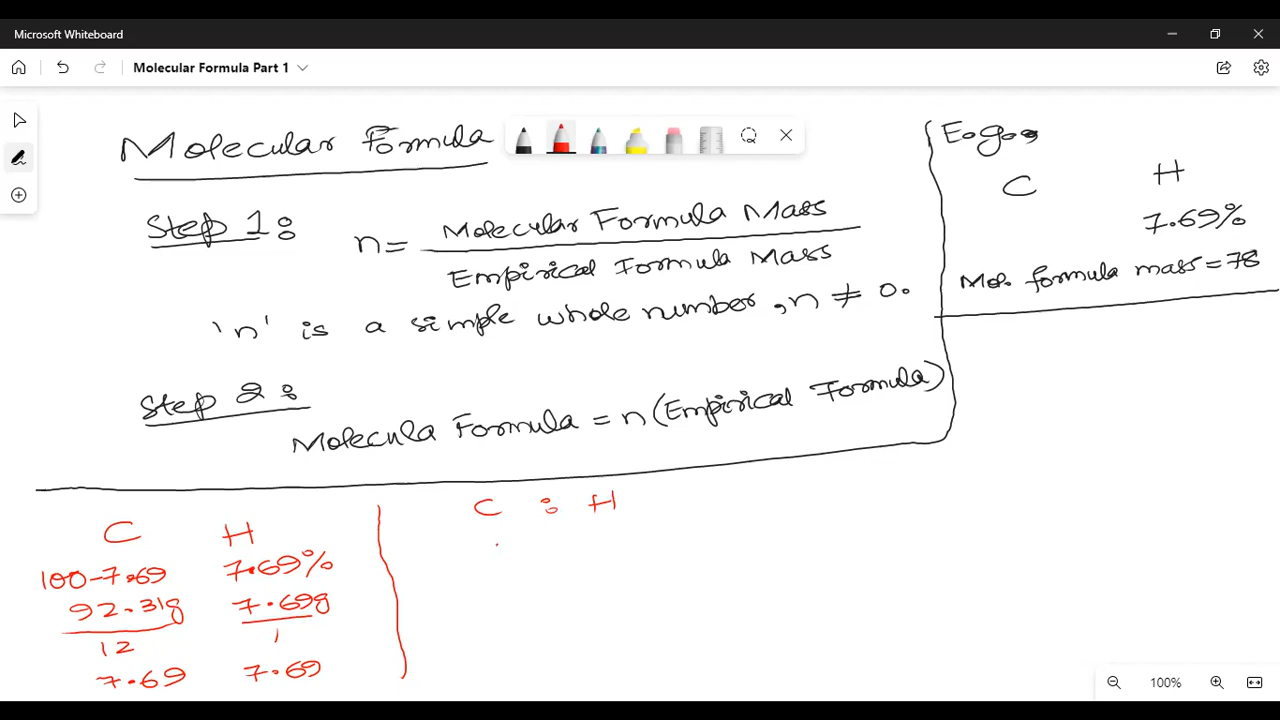 Microsoft Whiteboard
Molecular Formula Part 1
Molecular Formula
Step 1:
n = Molecular Formula Mass
Empirical Formula Mass
'n' is a simple whole number, n ≠ 0.
Step 2:
Molecula Formula = n (Empirical Formula)
E.g.,
C H
7.69%
Mol. formula mass = 78
C H
100-7.69 7.69%
92.31g 7.69g
12 1
7.69 7.69
C : H
100%